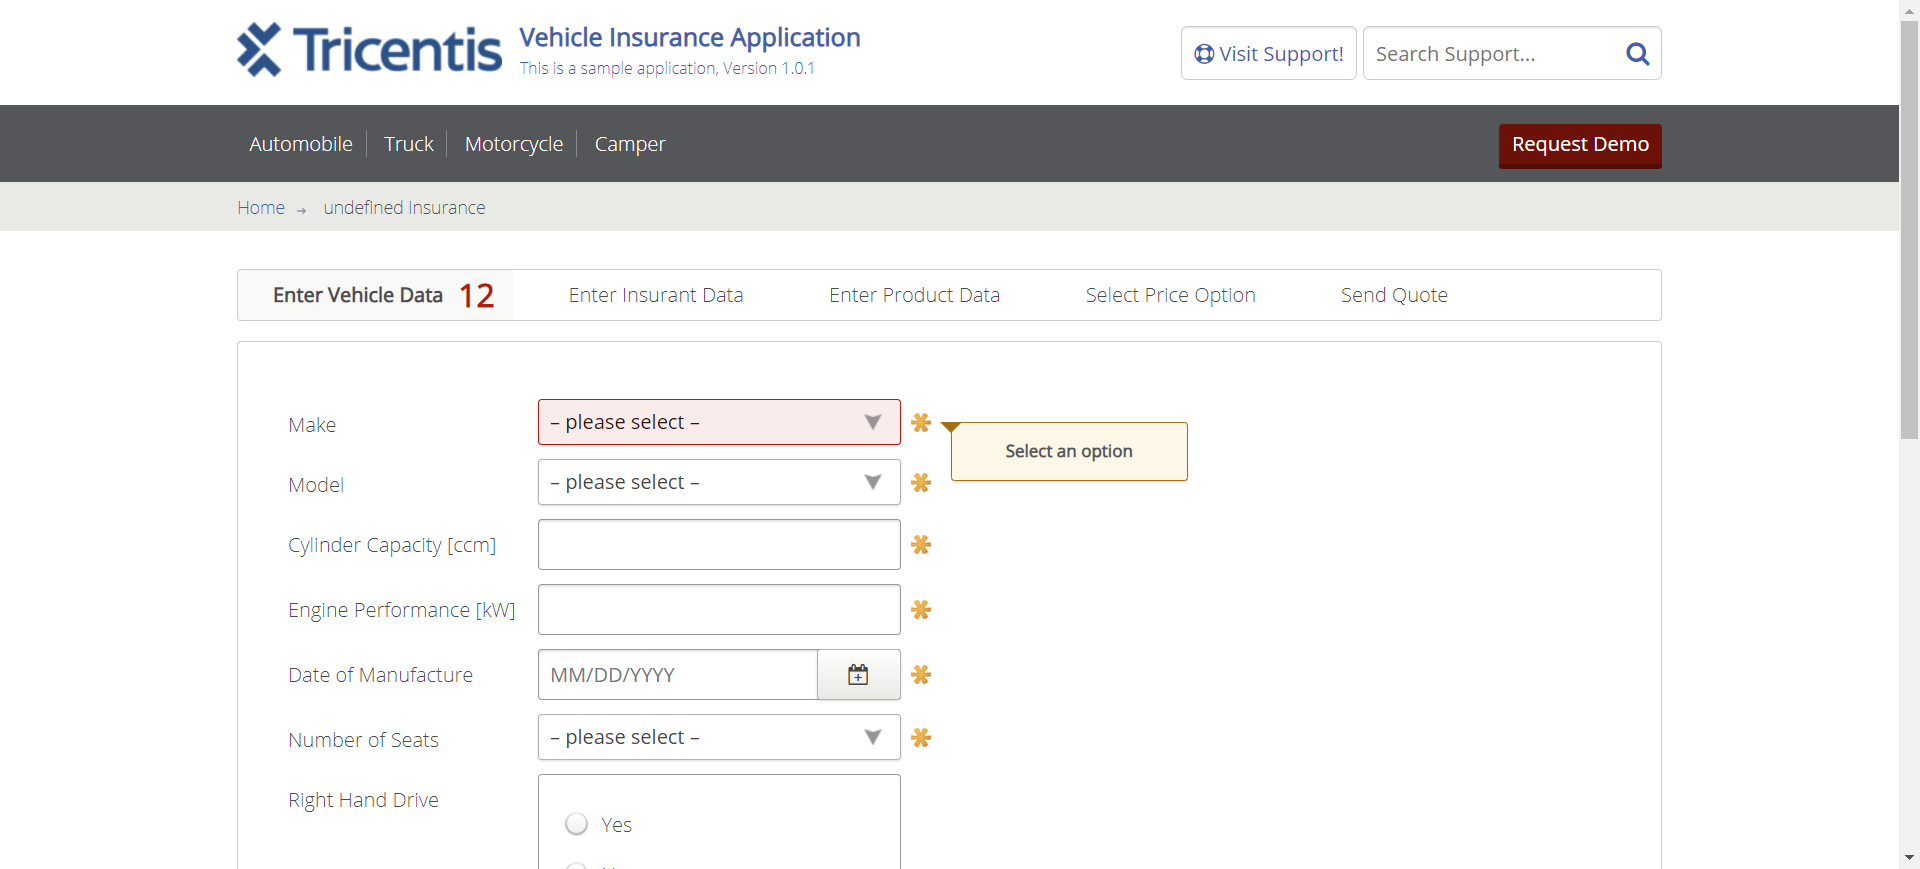 Tricentis
Vehicle Insurance Application
This is a sample application, Version 1.0.1
Visit Support!
Search Support...
Automobile
Truck
Motorcycle
Camper
Request Demo
Home → undefined Insurance
Enter Vehicle Data 12
Enter Insurant Data
Enter Product Data
Select Price Option
Send Quote
Make
– please select –
Select an option
Model
– please select –
Cylinder Capacity [ccm]
Engine Performance [kW]
Date of Manufacture
MM/DD/YYYY
Number of Seats
– please select –
Right Hand Drive
Yes